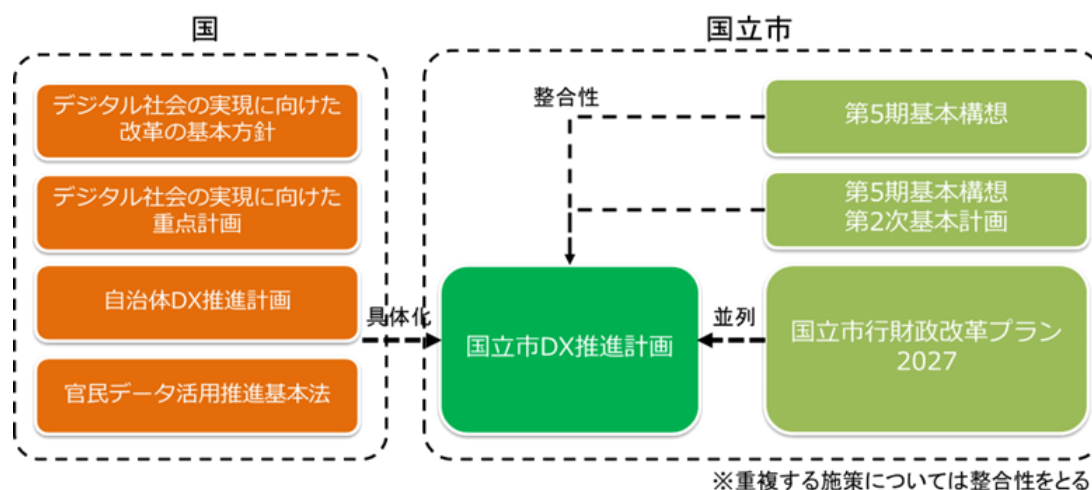 国
デジタル社会の実現に向けた
改革の基本方針
デジタル社会の実現に向けた
重点計画
自治体DX推進計画
官民データ活用推進基本法
具体化
国立市
整合性
第5期基本構想
第5期基本構想
第2次基本計画
国立市DX推進計画
並列
国立市行財政改革プラン
2027
※重複する施策については整合性をとる